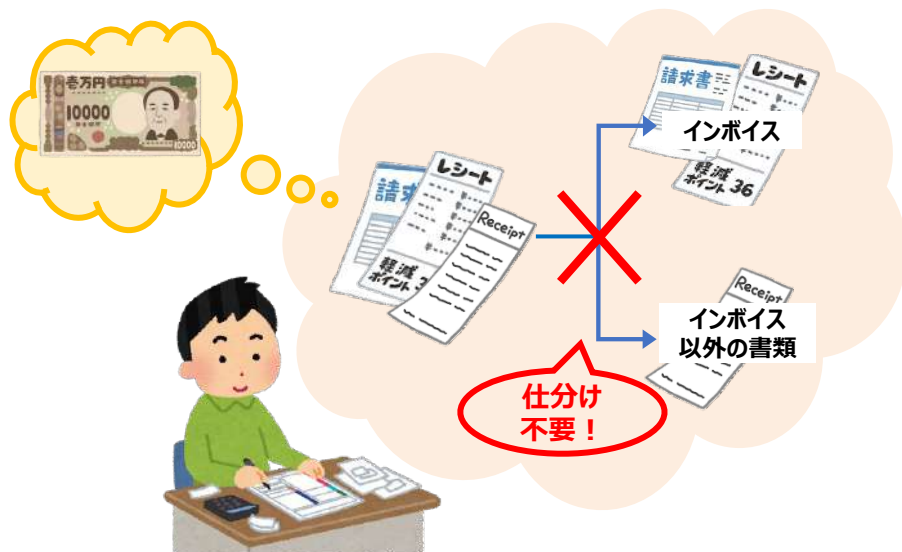 壱万円
10000
10000
請求書
レシート
軽減
ポイント 36
インボイス
請求
レシート
軽減
ポイント 3
Receipt
Receipt
インボイス
以外の書類
仕分け
不要！